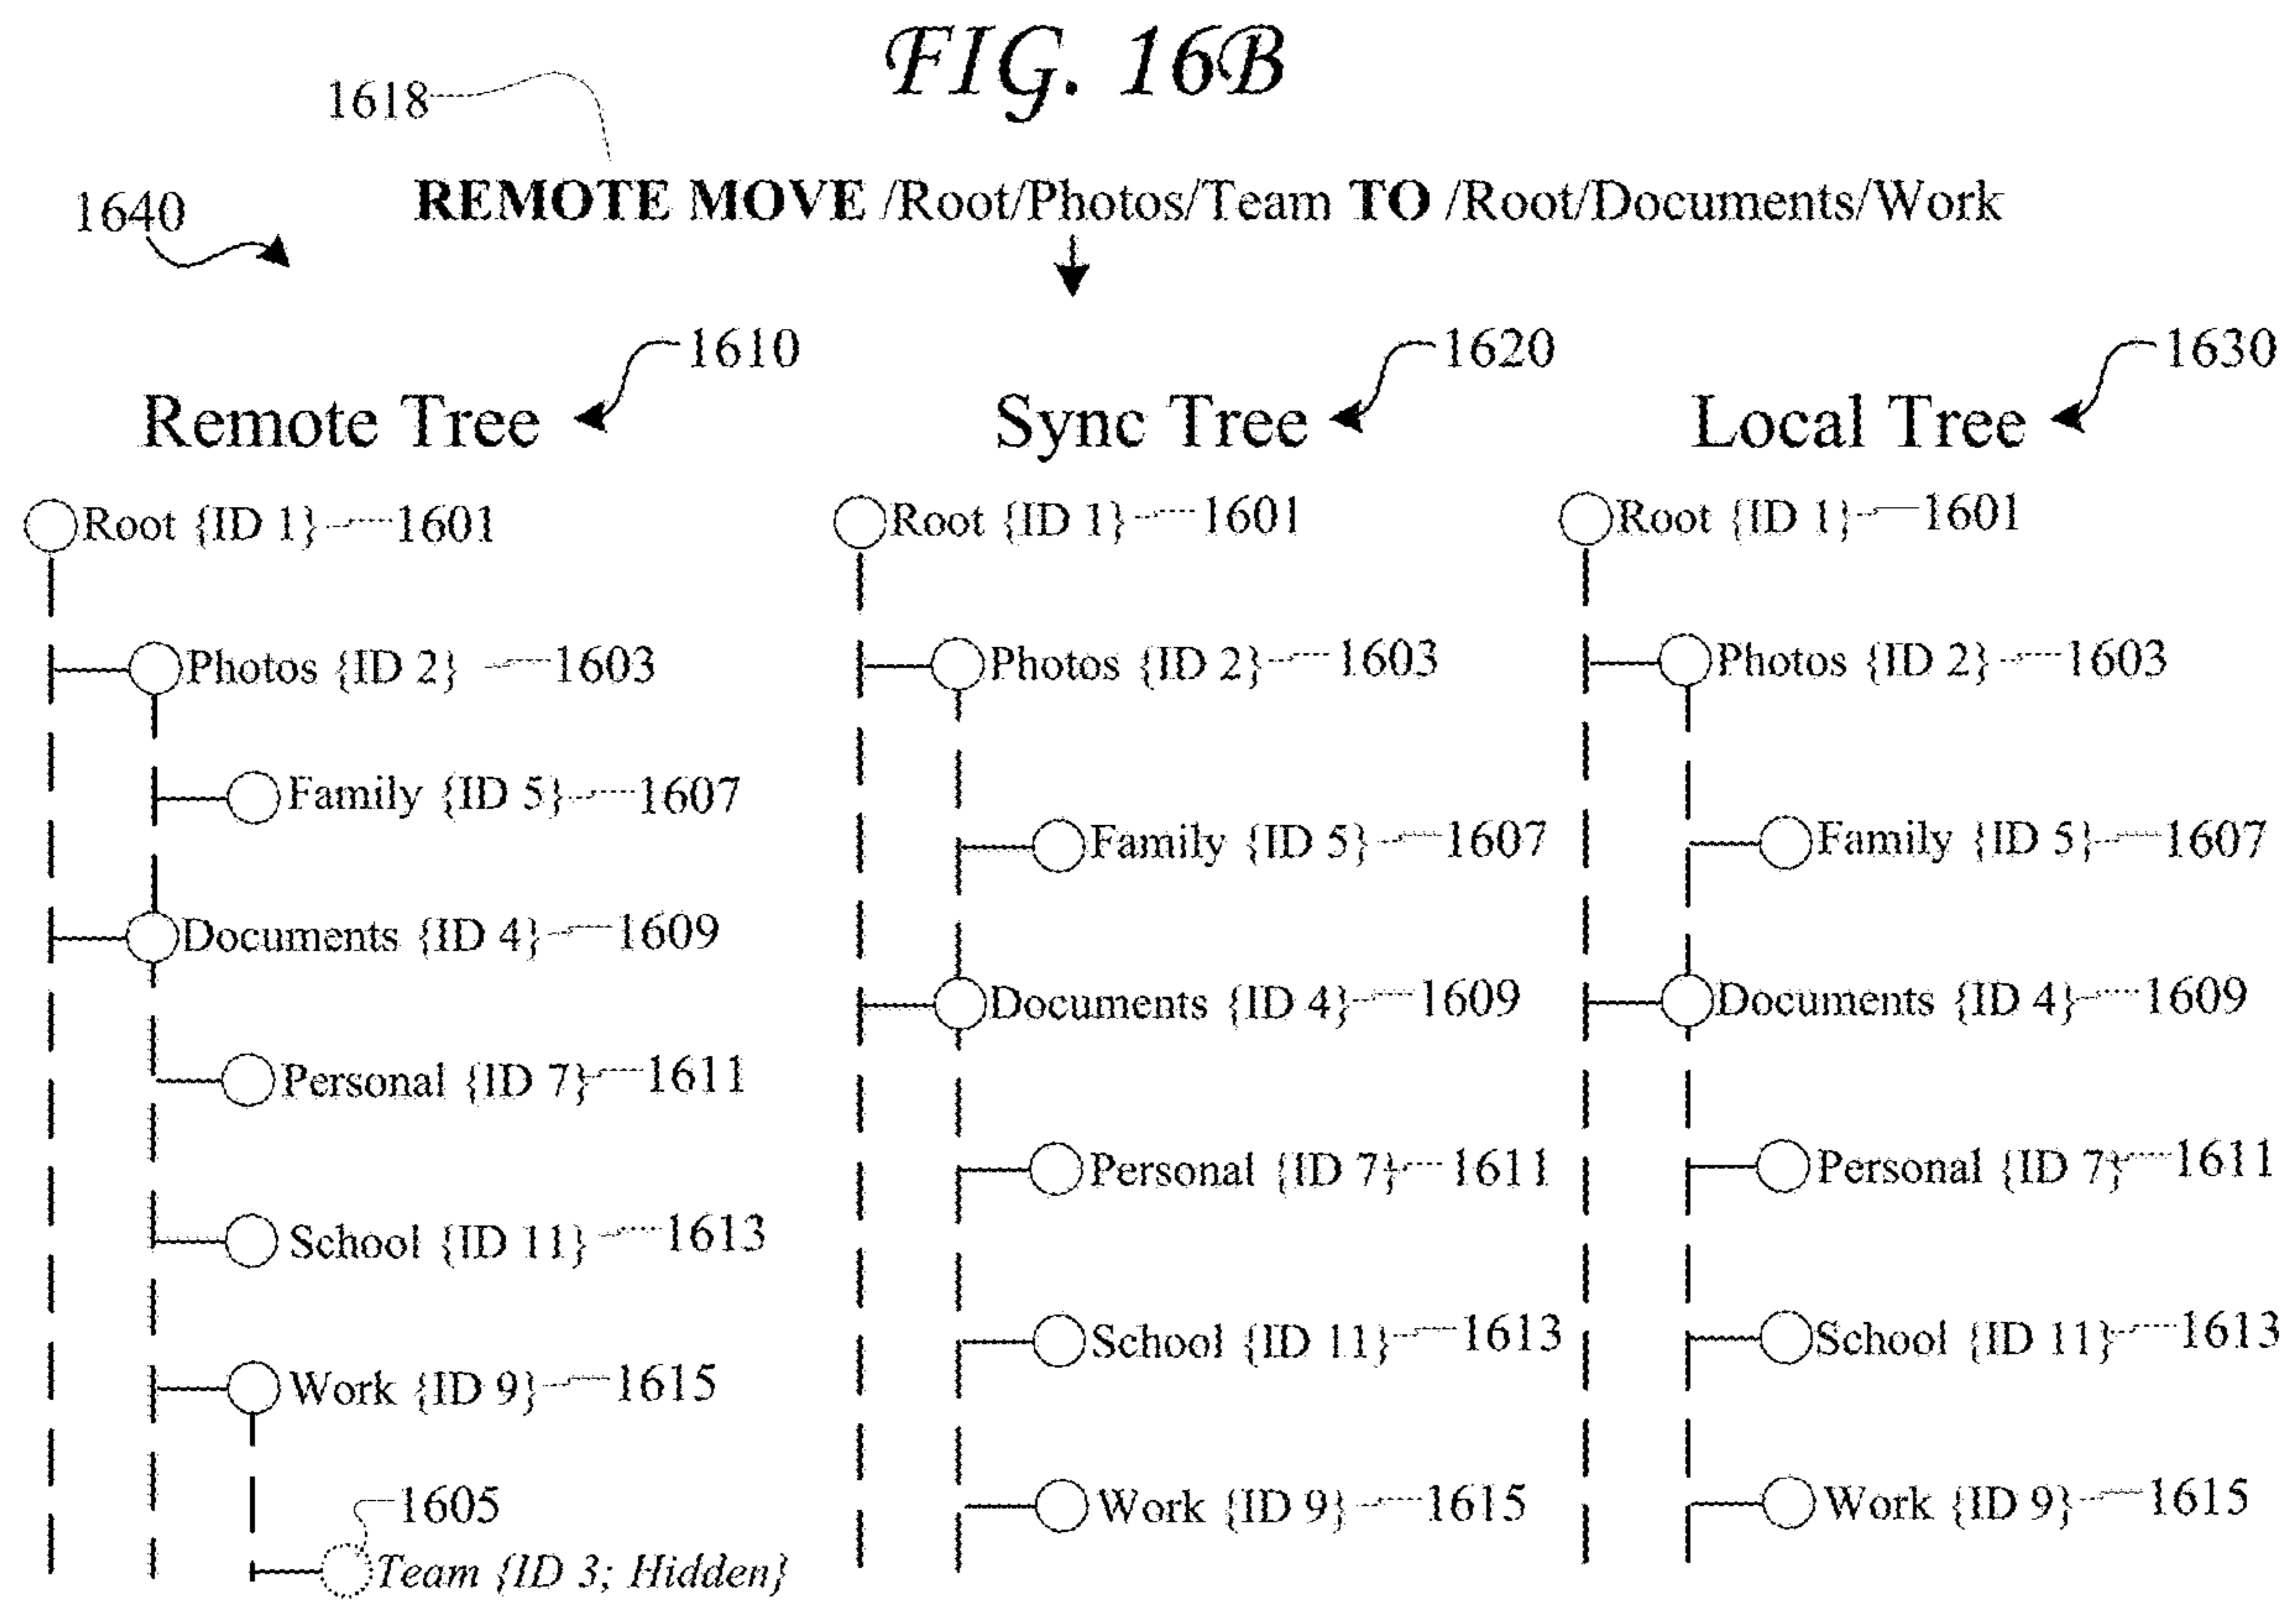 FIG. 16B
1618
1640
REMOTE MOVE /Root/Photos/Team TO /Root/Documents/Work
1610
1620
1630
Remote Tree
Sync Tree
Local Tree
Root {ID 1} 1601
Photos {ID 2} 1603
Family {ID 5} 1607
Documents {ID 4} 1609
Personal {ID 7} 1611
School {ID 11} 1613
Work {ID 9} 1615
1605
Team {ID 3; Hidden}
Root {ID 1} 1601
Photos {ID 2} 1603
Family {ID 5} 1607
Documents {ID 4} 1609
Personal {ID 7} 1611
School {ID 11} 1613
Work {ID 9} 1615
Root {ID 1} 1601
Photos {ID 2} 1603
Family {ID 5} 1607
Documents {ID 4} 1609
Personal {ID 7} 1611
School {ID 11} 1613
Work {ID 9} 1615